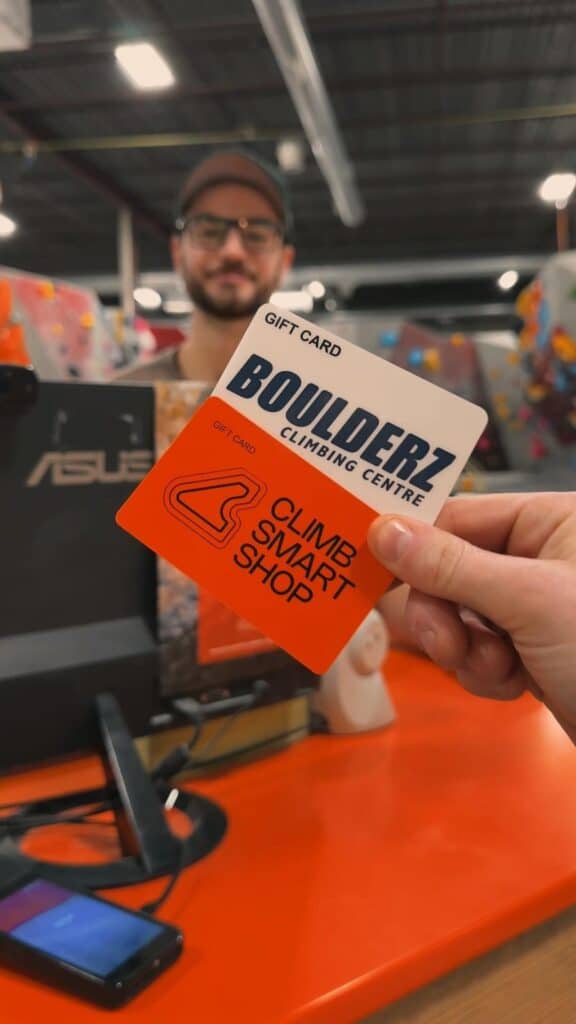 GIFT CARD
BOULDERZ
CLIMBING CENTRE
GIFT CARD
CLIMB
SMART
SHOP
ASUS